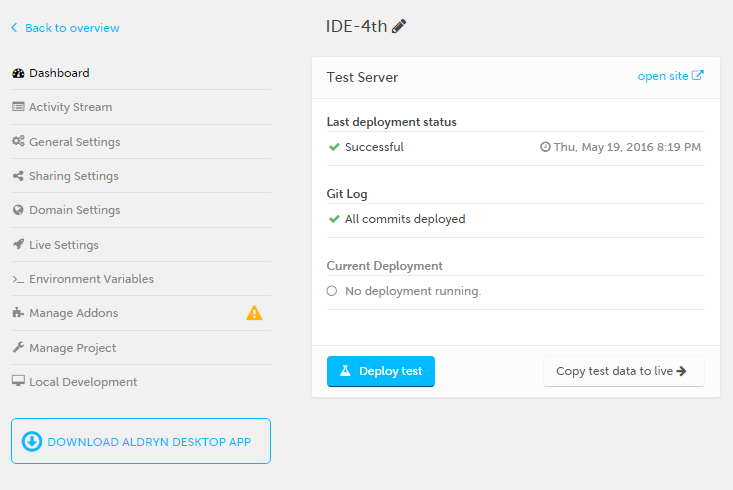 Back to overview
IDE-4th
Dashboard
Activity Stream
General Settings
Sharing Settings
Domain Settings
Live Settings
Environment Variables
Manage Addons
Manage Project
Local Development
DOWNLOAD ALDRYN DESKTOP APP
Test Server
open site
Last deployment status
Successful
Thu, May 19, 2016 8:19 PM
Git Log
All commits deployed
Current Deployment
No deployment running.
Deploy test
Copy test data to live